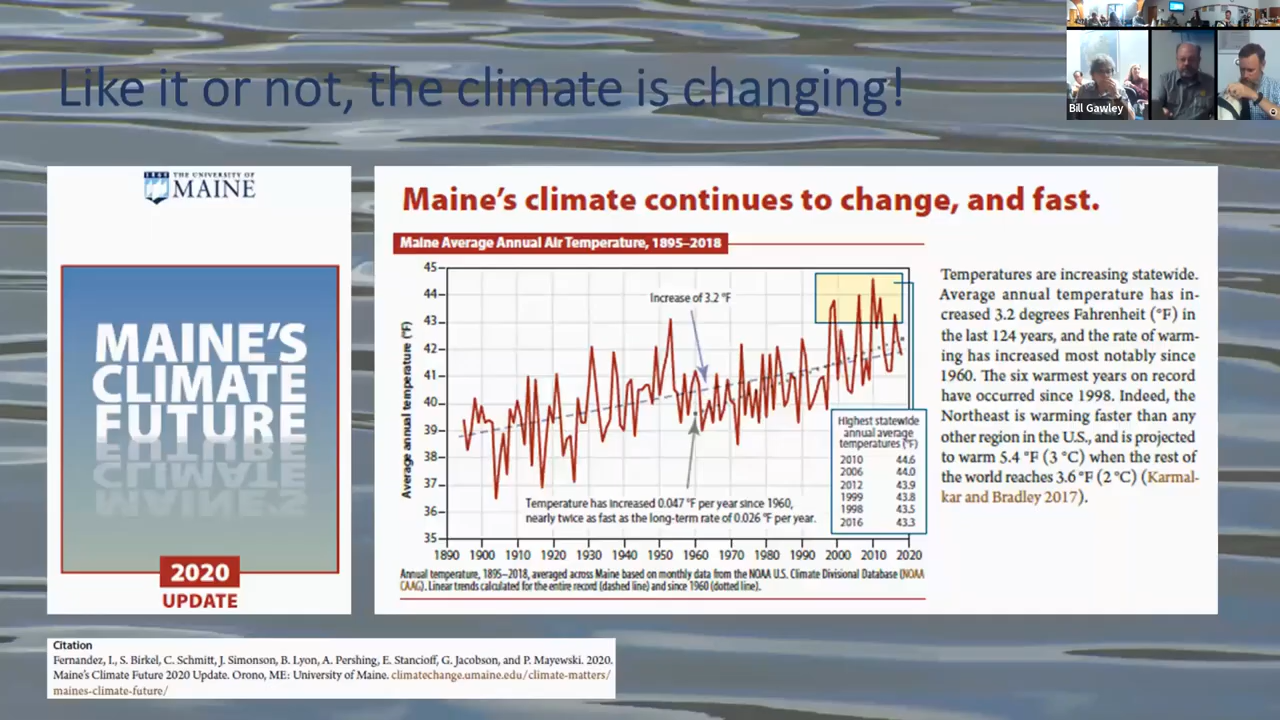 Like it or not, the climate is changing!
Bill Gawley
THE UNIVERSITY OF
MAINE
MAINE'S
CLIMATE
FUTURE
2020
UPDATE
Maine's climate continues to change, and fast.
Maine Average Annual Air Temperature, 1895–2018
Average annual temperature (°F)
45
44
43
42
41
40
39
38
37
36
35
Increase of 3.2 °F
Temperature has increased 0.047 °F per year since 1960,
nearly twice as fast as the long-term rate of 0.026 °F per year.
Highest statewide
annual average
temperatures (°F)
2010 44.6
2006 44.0
2012 43.9
1999 43.8
1998 43.5
2016 43.3
1890 1900 1910 1920 1930 1940 1950 1960 1970 1980 1990 2000 2010 2020
Annual temperature, 1895–2018, averaged across Maine based on monthly data from the NOAA U.S. Climate Divisional Database (NOAA
CAAG). Linear trends calculated for the entire record (dashed line) and since 1960 (dotted line).
Temperatures are increasing statewide.
Average annual temperature has in-
creased 3.2 degrees Fahrenheit (°F) in
the last 124 years, and the rate of warm-
ing has increased most notably since
1960. The six warmest years on record
have occurred since 1998. Indeed, the
Northeast is warming faster than any
other region in the U.S., and is projected
to warm 5.4 °F (3 °C) when the rest of
the world reaches 3.6 °F (2 °C) (Karmal-
kar and Bradley 2017).
Citation
Fernandez, I., S. Birkel, C. Schmitt, J. Simonson, B. Lyon, A. Pershing, E. Stancioff, G. Jacobson, and P. Mayewski. 2020.
Maine's Climate Future 2020 Update. Orono, ME: University of Maine. climatechange.umaine.edu/climate-matters/
maines-climate-future/